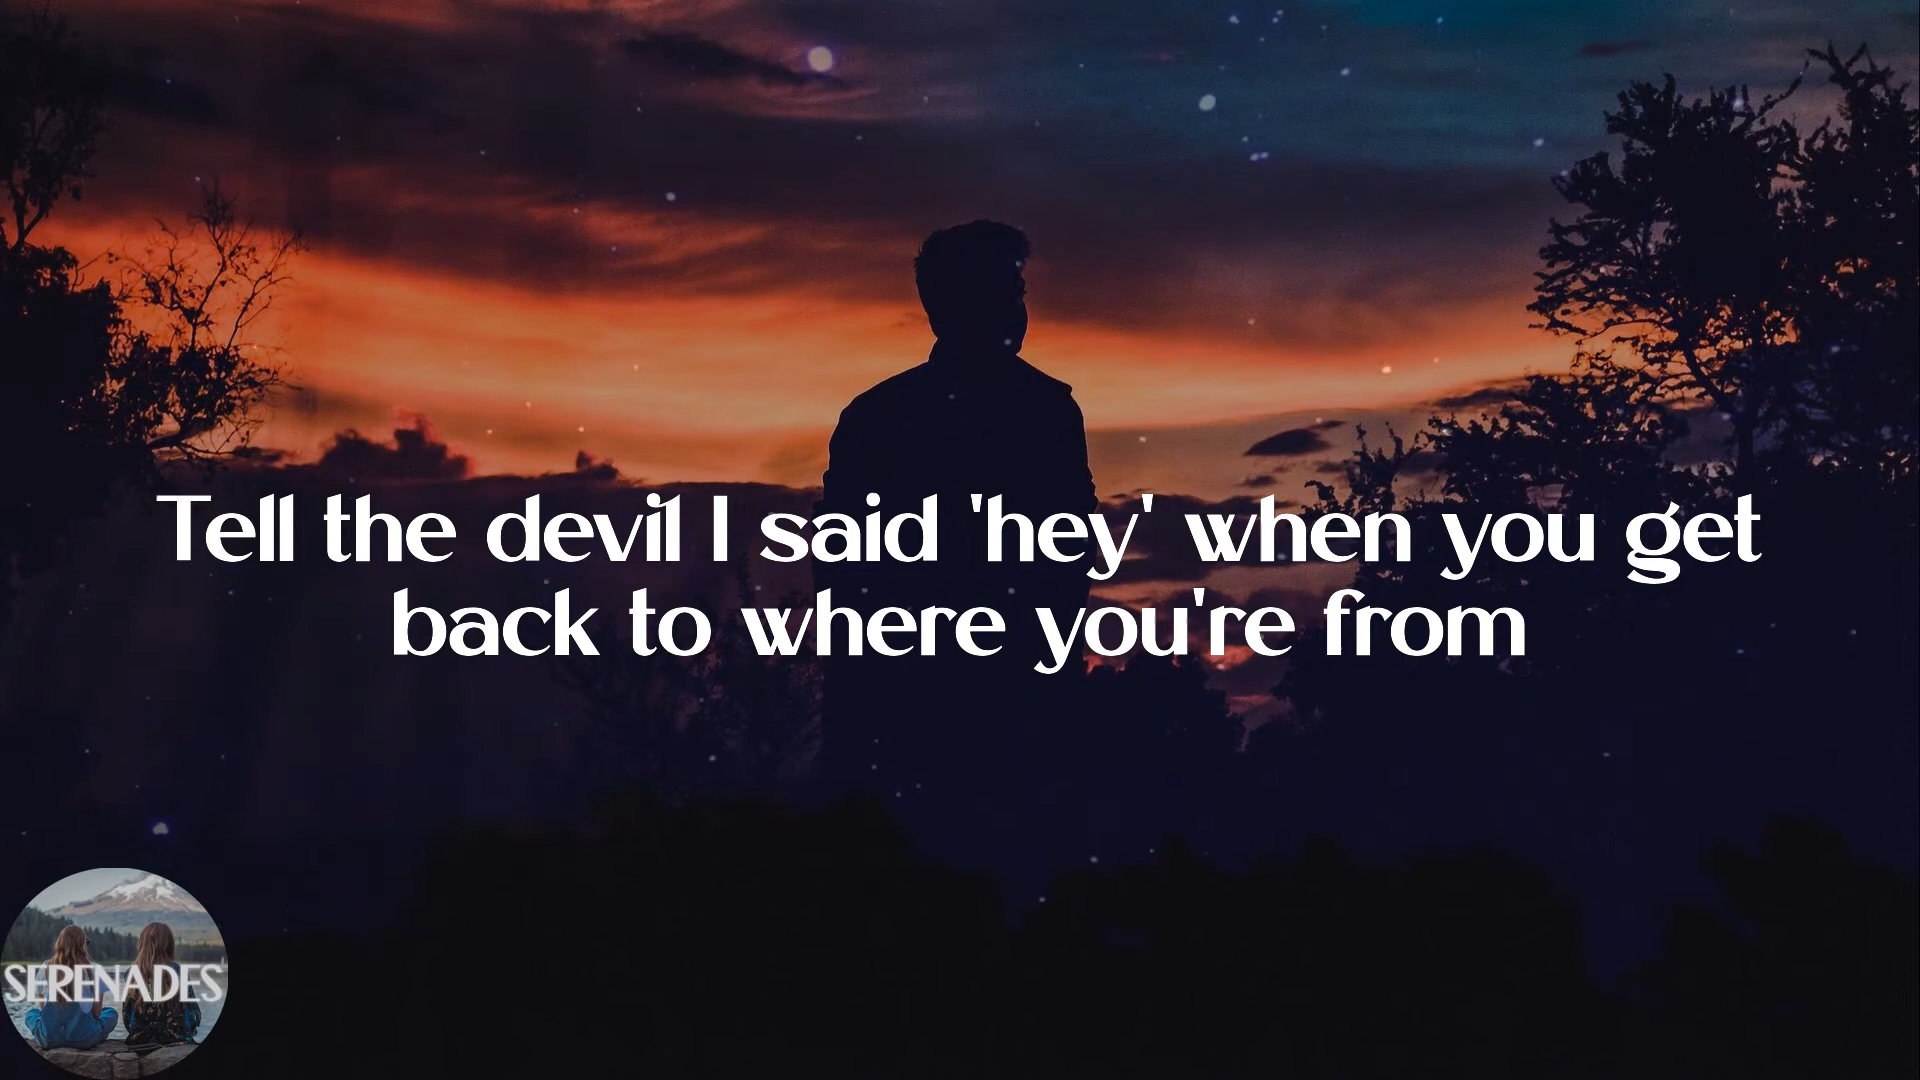 Tell the devil I said 'hey' when you get
back to where you're from
SERENADES